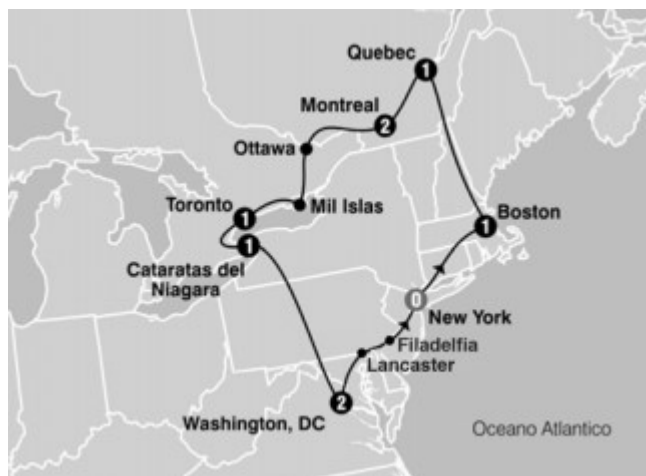 Quebec
1
Montreal
2
Ottawa
Toronto
1
Mil Islas
1
Boston
1
Cataratas del
Niagara
0
New York
Filadelfia
Lancaster
2
Washington, DC
Oceano Atlantico